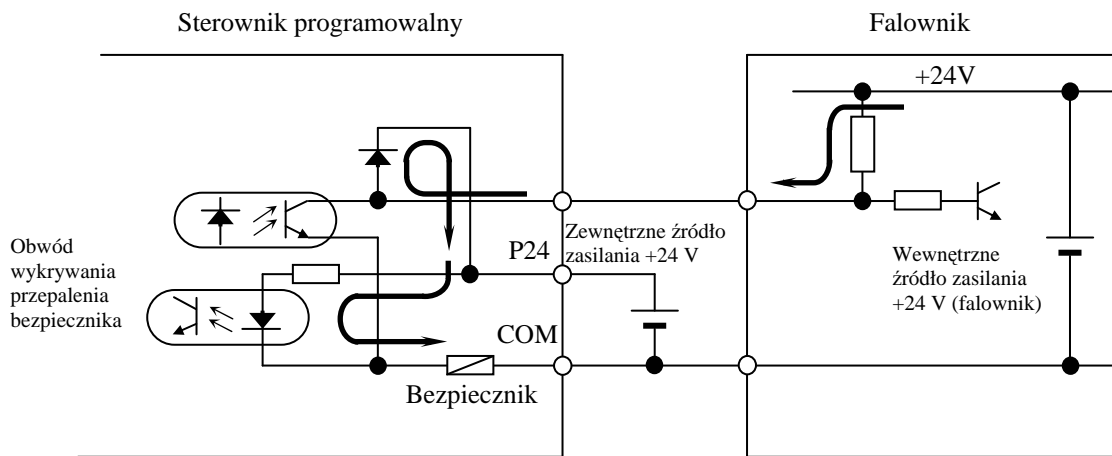 Sterownik programowalny
Falownik
+24V
Obwód
wykrywania
przepalenia
bezpiecznika
P24
Zewnętrzne źródło
zasilania +24 V
COM
Bezpiecznik
Wewnętrzne
źródło zasilania
+24 V (falownik)